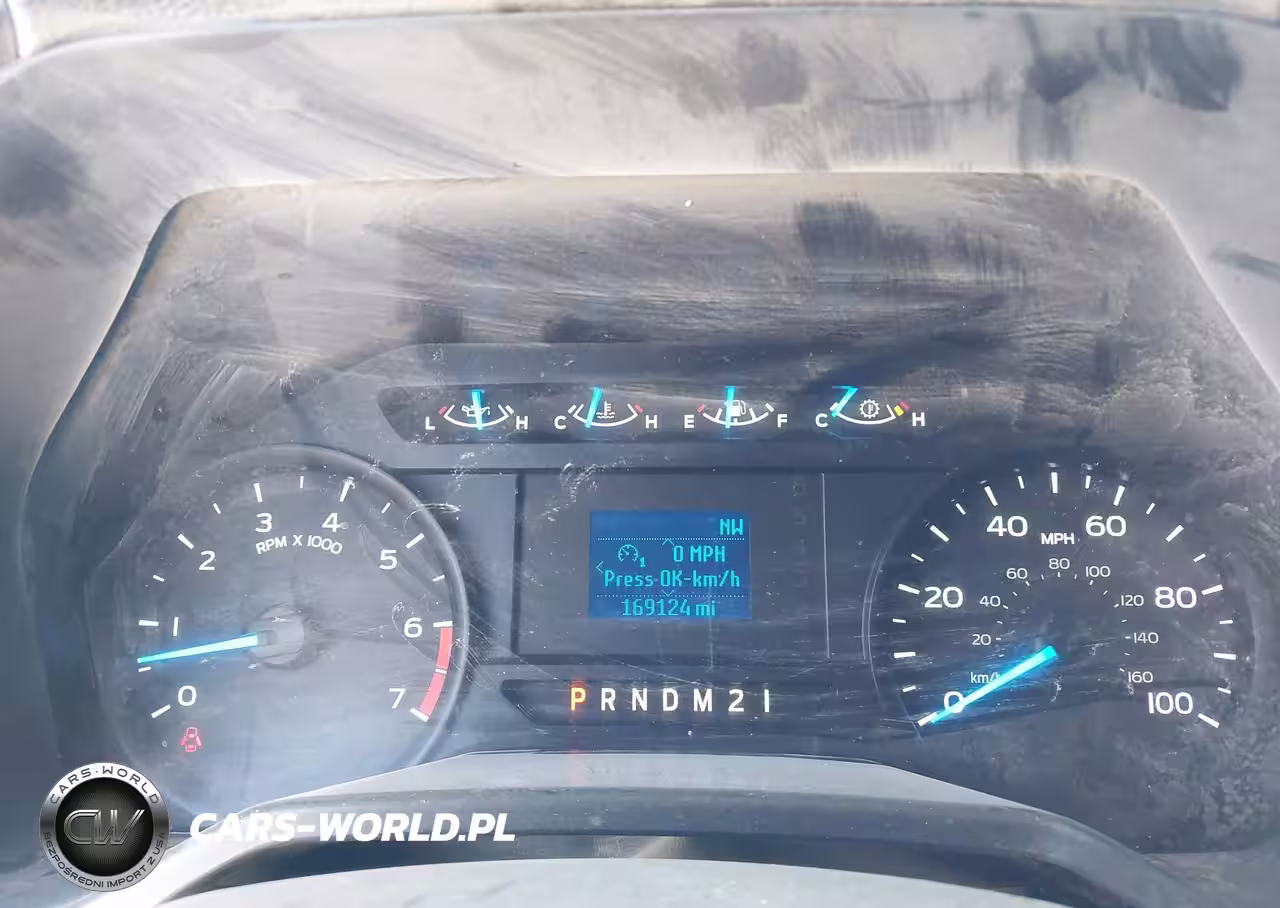 L H C H E F C H
3 4
RPM X 1000
2 5
1 6
0 7
NW
1 0 MPH
Press OK-km/h
169124 mi
P R N D M 2 1
40 60
MPH
60 80 100
20 40 120 80
20 140
km/h 160
0 100
CARS-WORLD
CW
BEZPOŚREDNI IMPORT Z USA
CARS-WORLD.PL